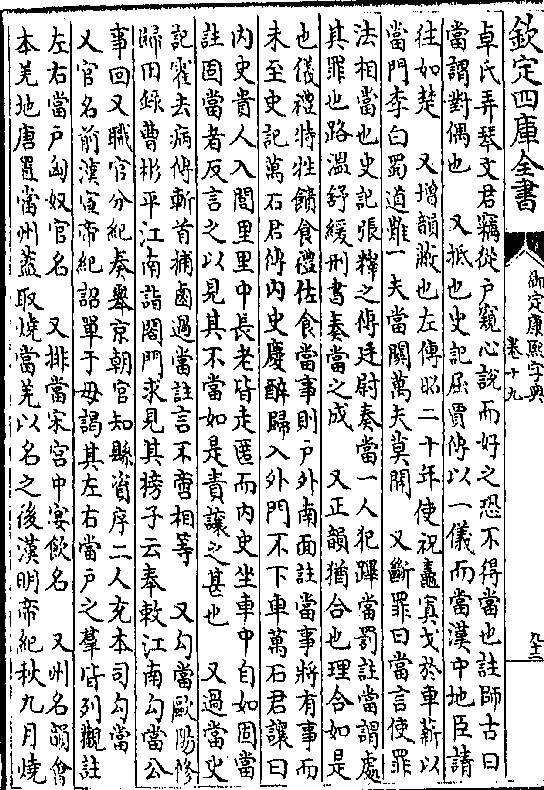 欽定四庫全書
御定康熙字典
卷十九
九十二
卓氏弄琴文君竊從戶窺心說而好之恐不得當也註師古曰
當謂對偶也　又抵也史記屈賈傳以一儀而當漢中地臣請
往如楚　又增韻蔽也左傳昭二十年使祝鼃寘戈於車薪以
當門李白蜀道難一夫當關萬夫莫開　又斷罪曰當言使罪
法相當也史記張釋之傳廷尉奏當一人犯蹕當罰註當謂處
其罪也路溫舒緩刑書奏當之成　又正韻猶合也理合如是
也儀禮特牲饋食禮佐食當事則戶外南面註當事將有事而
未至史記萬石君傳內史慶醉歸入外門不下車萬石君讓曰
內史貴人入閭里里中長老皆走匿而內史坐車中自如固當
註固當者反言之以見其不當如是責讓之甚也　又過當史
記霍去病傳斬首捕鹵過當註言不啻相等　又勾當歐陽修
歸田錄曹彬平江南詣閤門求見其榜子云奉敕江南勾當公
事回又職官分紀奏舉京朝官知縣資序二人充本司勾當
又官名前漢宣帝紀詔單于毋謁其左右當戶之羣皆列觀註
左右當戶匈奴官名　又排當宋宮中宴飲名　又州名韻會
本羌地唐置當州蓋取燒當羌以名之後漢明帝紀秋九月燒